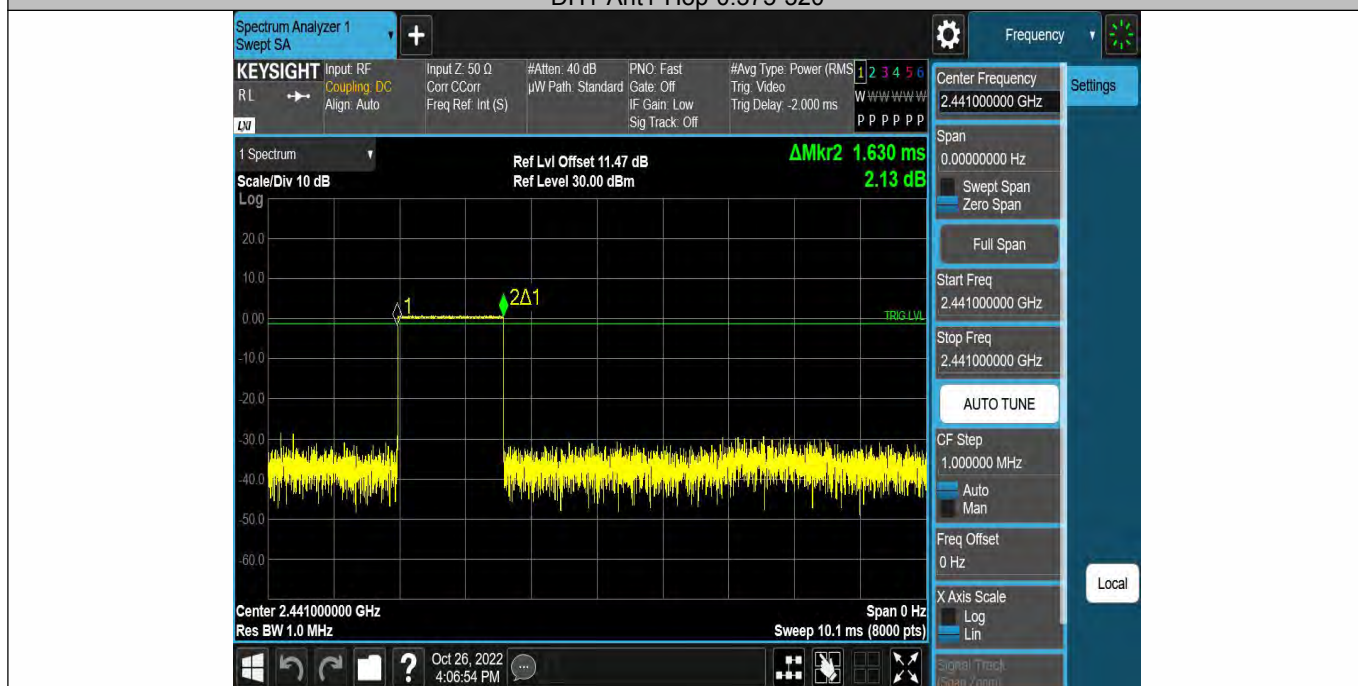 Spectrum Analyzer 1
Swept SA
Frequency
KEYSIGHT
RL
LXI
Input: RF
Coupling: DC
Align: Auto
Input Z: 50 Ω
Corr CCorr
Freq Ref: Int (S)
#Atten: 40 dB
µW Path: Standard
PNO: Fast
Gate: Off
IF Gain: Low
Sig Track: Off
#Avg Type: Power (RMS
Trig: Video
Trig Delay: -2.000 ms
1 2 3 4 5 6
W W W W W W
P P P P P P
1 Spectrum
Scale/Div 10 dB
Log
Ref Lvl Offset 11.47 dB
Ref Level 30.00 dBm
ΔMkr2 1.630 ms
2.13 dB
20.0
10.0
0.00
-10.0
-20.0
-30.0
-40.0
-50.0
-60.0
1
2Δ1
TRIG LVL
Center 2.441000000 GHz
Res BW 1.0 MHz
Span 0 Hz
Sweep 10.1 ms (8000 pts)
Oct 26, 2022
4:06:54 PM
Center Frequency
2.441000000 GHz
Settings
Span
0.00000000 Hz
Swept Span
Zero Span
Full Span
Start Freq
2.441000000 GHz
Stop Freq
2.441000000 GHz
AUTO TUNE
CF Step
1.000000 MHz
Auto
Man
Freq Offset
0 Hz
X Axis Scale
Log
Lin
Signal Track
(Span Zoom)
Local